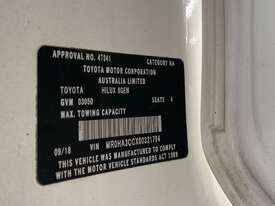 APPROVAL NO. 47341 CATEGORY NA
TOYOTA MOTOR CORPORATION
AUSTRALIA LIMITED
TOYOTA HILUX 8GEN
GVM 03050 SEATS
MAX. TOWING CAPACITY
09/18 VIN
THIS VEHICLE WAS MANUFACTURED TO COMPLY
WITH THE MOTOR VEHICLE STANDARDS ACT 1989